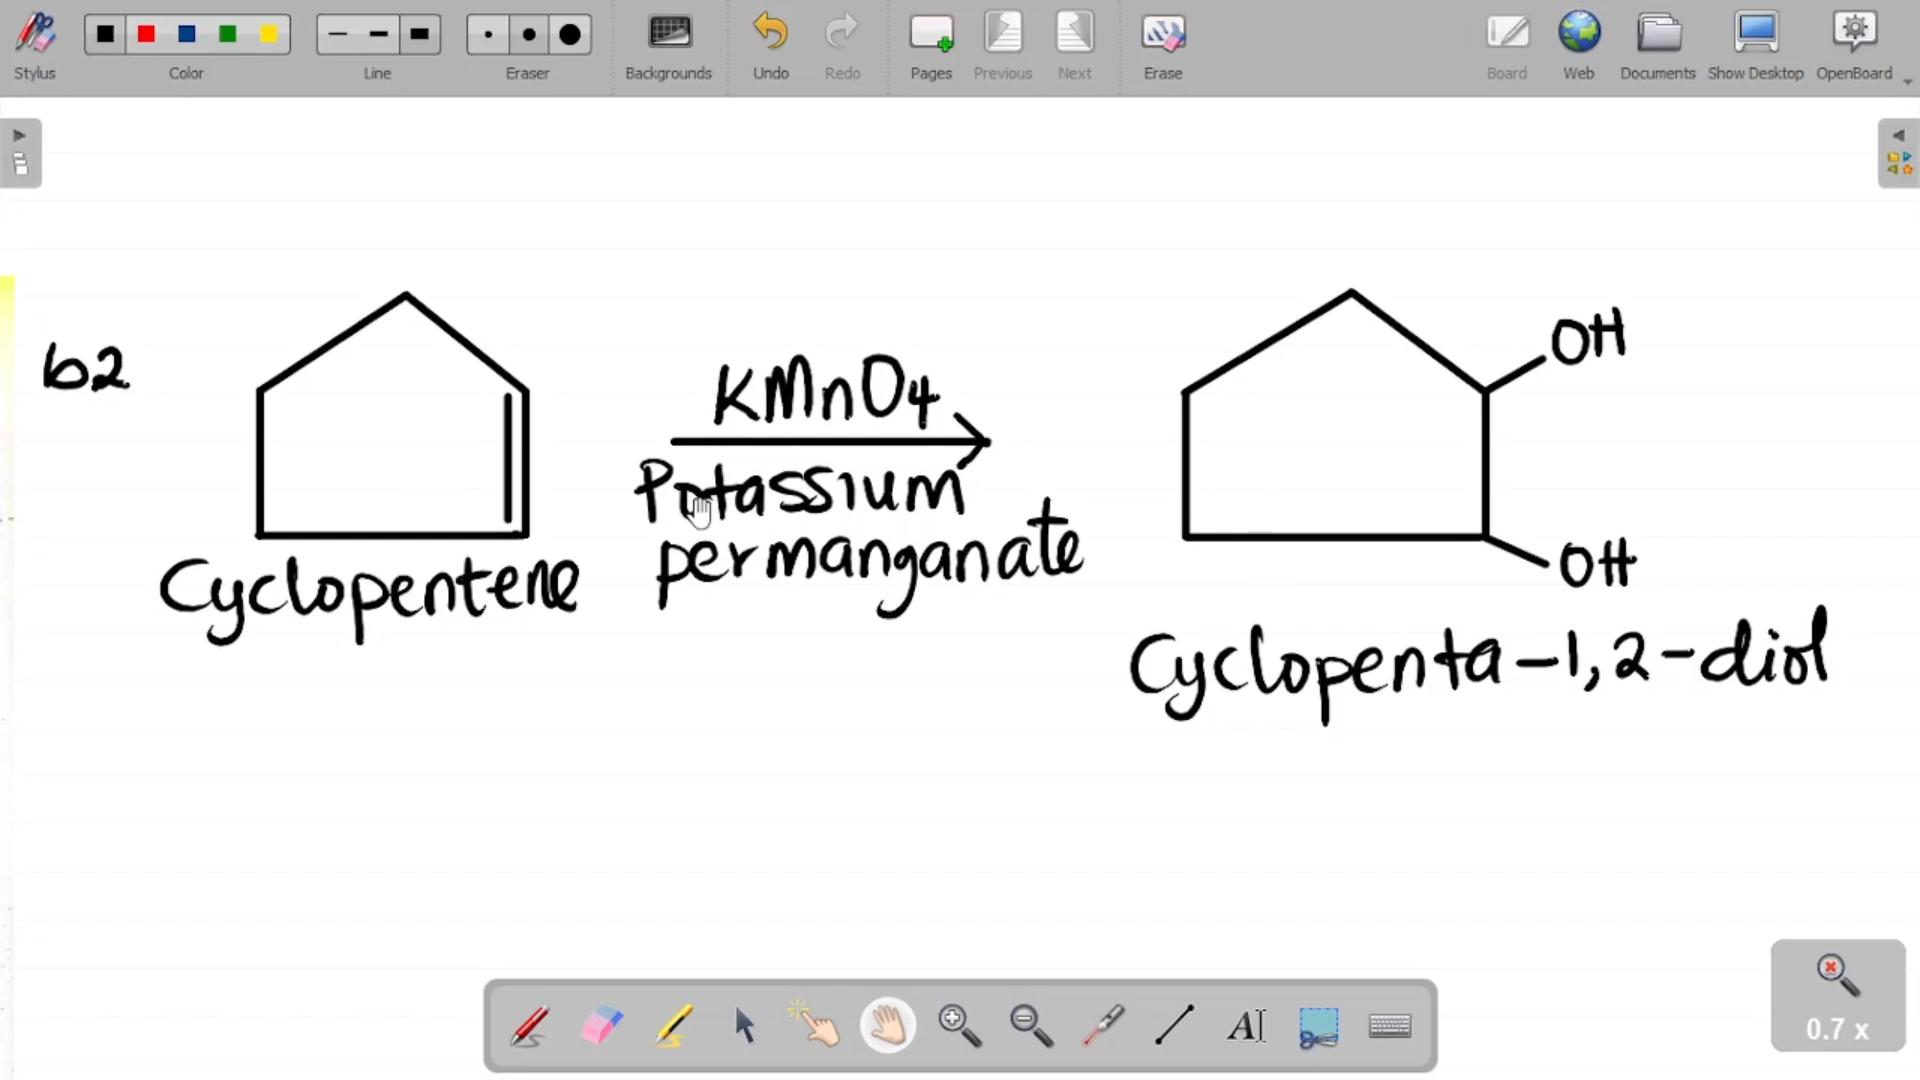 Stylus
Color
Line
Eraser
Backgrounds
Undo
Redo
Pages
Previous
Next
Erase
Board
Web
Documents
Show Desktop
OpenBoard
b2
KMnO4
Potassium
permanganate
Cyclopentene
OH
OH
Cyclopenta-1,2-diol
0.7 x